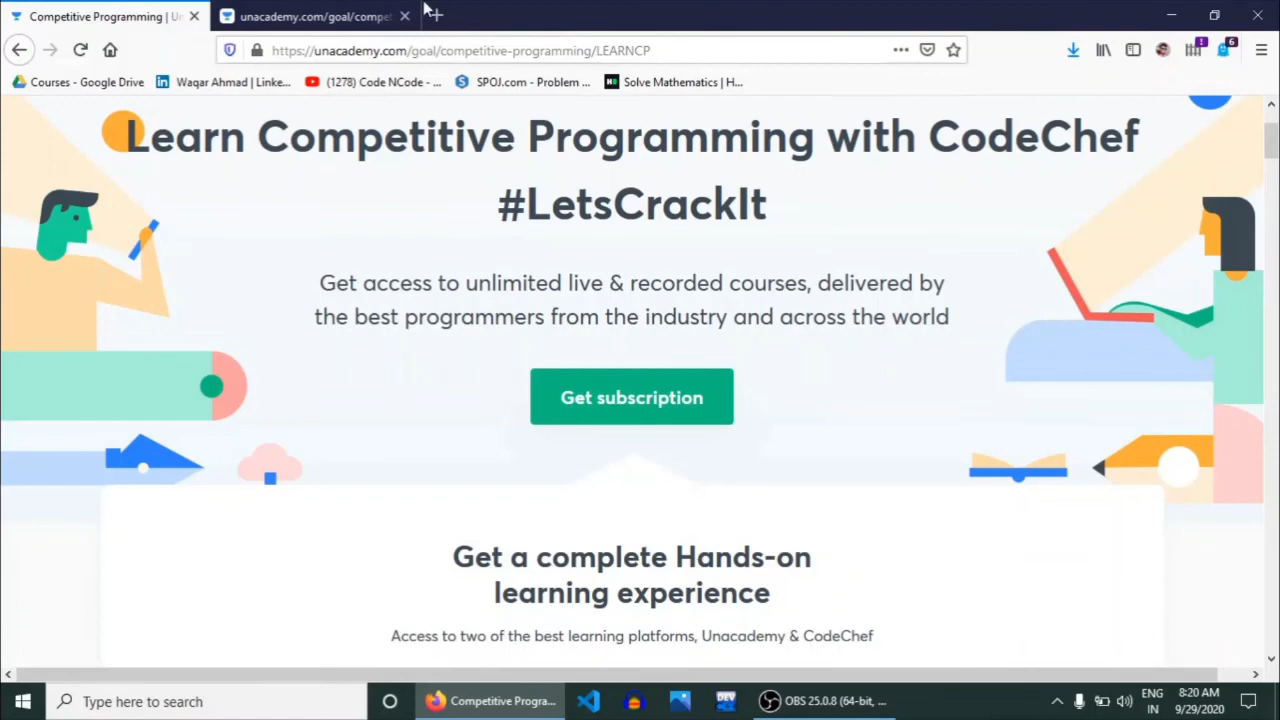 Competitive Programming | Un
unacademy.com/goal/compet
https://unacademy.com/goal/competitive-programming/LEARNCP
Courses - Google Drive
Waqar Ahmad | Linke...
(1278) Code NCode - ...
SPOJ.com - Problem ...
Solve Mathematics | H...
Learn Competitive Programming with CodeChef
#LetsCrackIt
Get access to unlimited live & recorded courses, delivered by
the best programmers from the industry and across the world
Get subscription
Get a complete Hands-on
learning experience
Access to two of the best learning platforms, Unacademy & CodeChef
Type here to search
Competitive Progra...
DEV
OBS 25.0.8 (64-bit, ...
ENG
IN
8:20 AM
9/29/2020